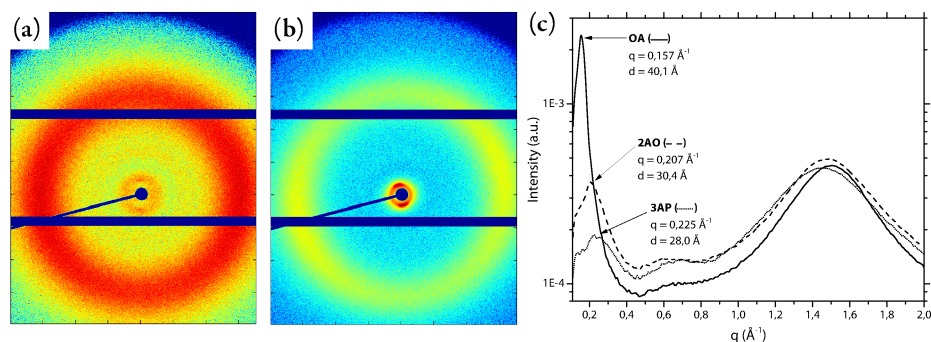 (a)
(b)
(c)
Intensity (a.u.)
1E-3
1E-4
OA (—)
q = 0,157 Å⁻¹
d = 40,1 Å
2AO (– –)
q = 0,207 Å⁻¹
d = 30,4 Å
3AP (········)
q = 0,225 Å⁻¹
d = 28,0 Å
0,2 0,4 0,6 0,8 1,0 1,2 1,4 1,6 1,8 2,0
q (Å⁻¹)